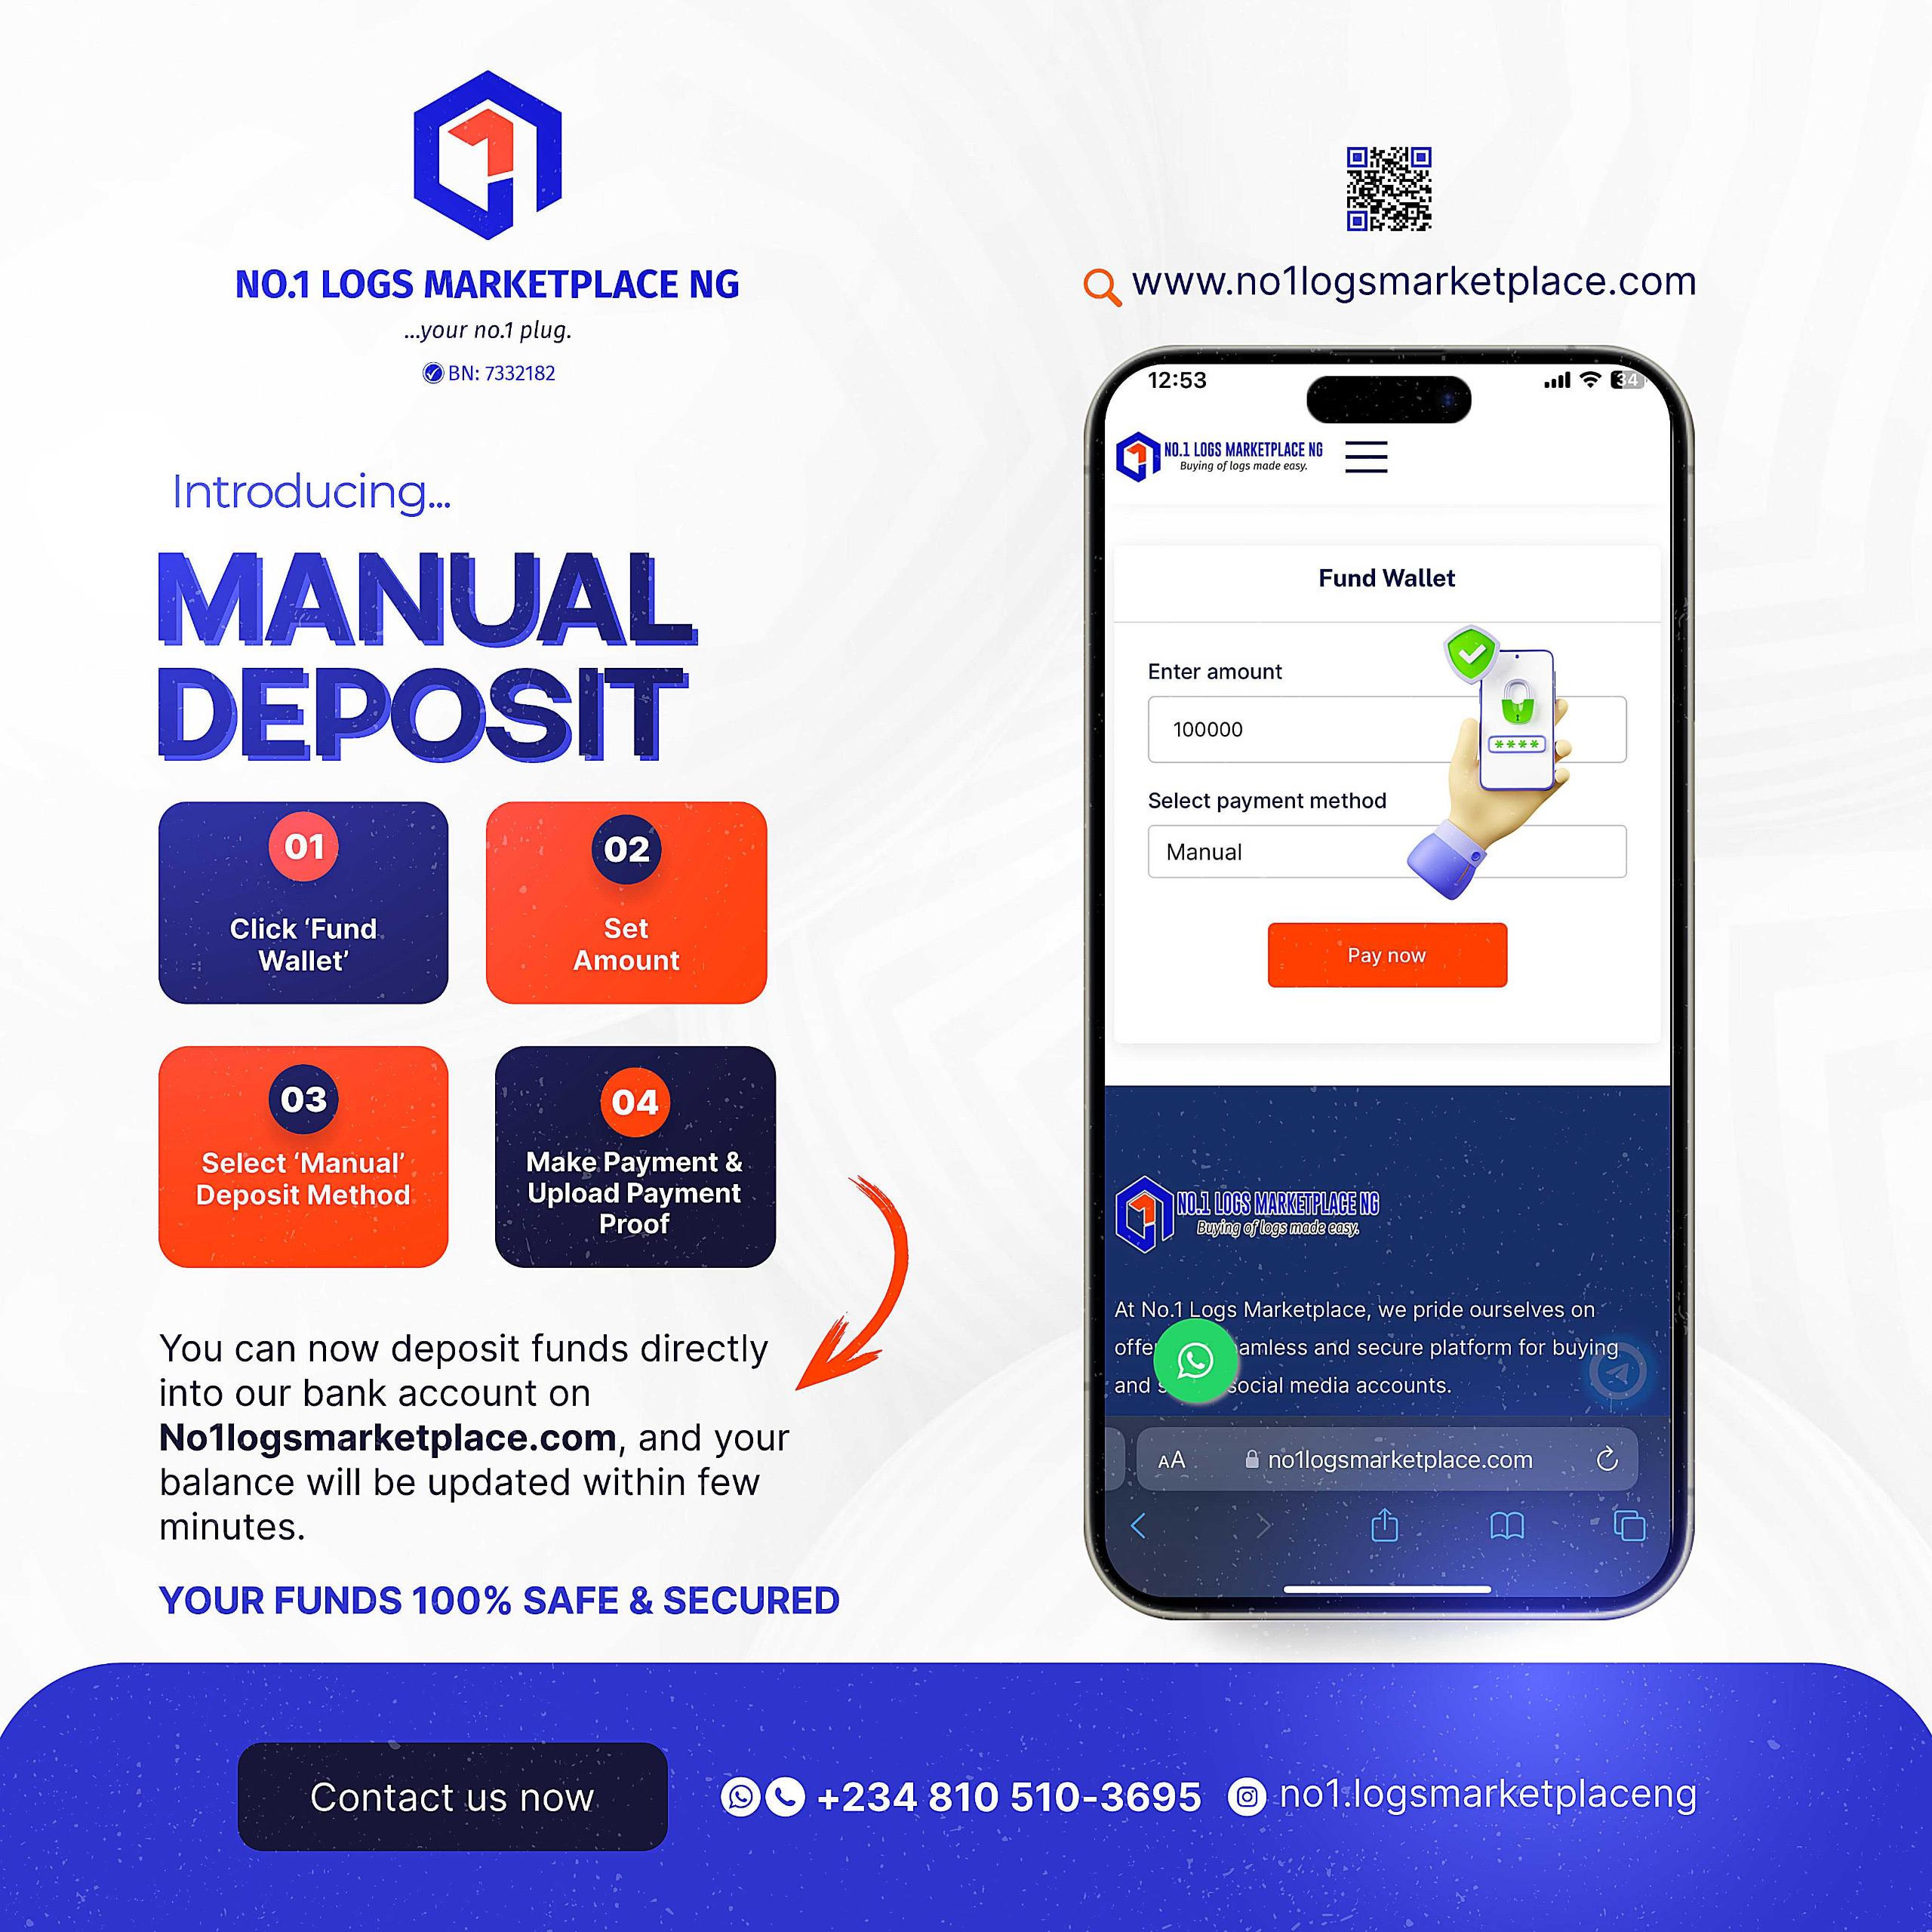 NO.1 LOGS MARKETPLACE NG
...your no.1 plug.
BN: 7332182
www.no1logsmarketplace.com
Introducing...
MANUAL
DEPOSIT
01
Click ‘Fund
Wallet’
02
Set
Amount
03
Select ‘Manual’
Deposit Method
04
Make Payment &
Upload Payment
Proof
You can now deposit funds directly
into our bank account on
No1logsmarketplace.com, and your
balance will be updated within few
minutes.
YOUR FUNDS 100% SAFE & SECURED
12:53
34
NO.1 LOGS MARKETPLACE NG
Buying of logs made easy.
Fund Wallet
Enter amount
100000
Select payment method
Manual
Pay now
****
NO.1 LOGS MARKETPLACE NG
Buying of logs made easy.
At No.1 Logs Marketplace, we pride ourselves on
and secure platform for buying
and social media accounts.
AA no1logsmarketplace.com
Contact us now
+234 810 510-3695
no1.logsmarketplaceng